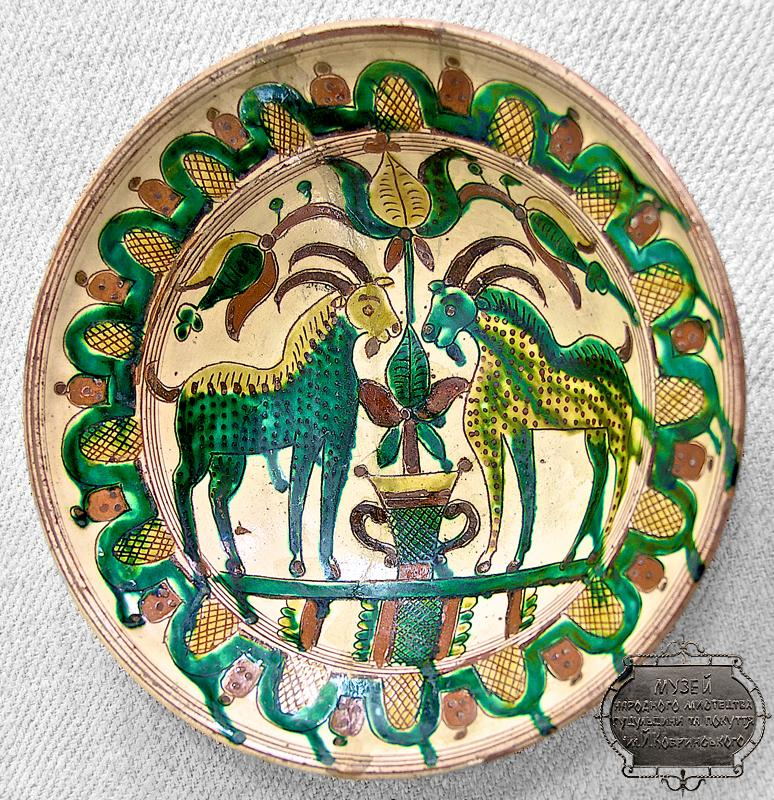 МУЗЕЙ
НАРОДНОГО МИСТЕЦТВА
ГУЦУЛЬЩИНИ ТА ПОКУТТЯ
ІМ. Й. КОБРИНСЬКОГО